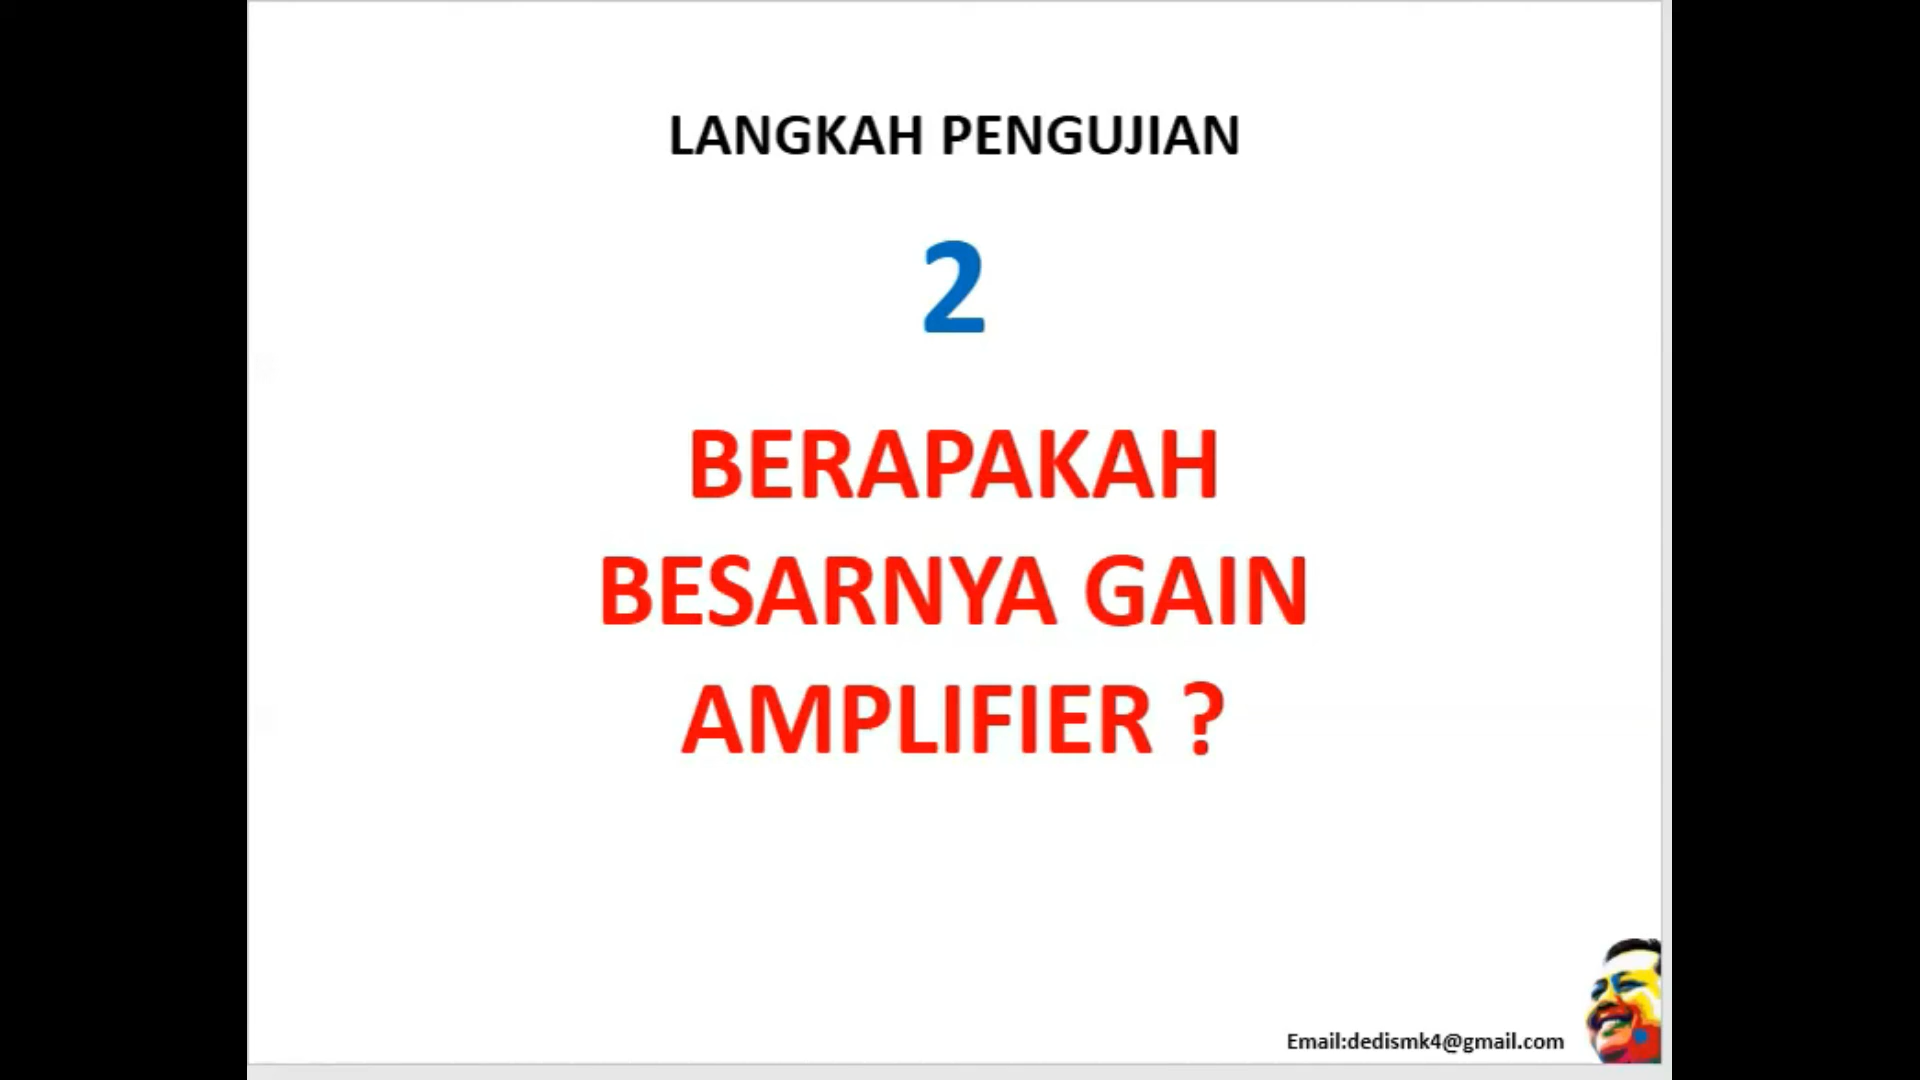 LANGKAH PENGUJIAN
2
BERAPAKAH
BESARNYA GAIN
AMPLIFIER ?
Email:dedismk4@gmail.com